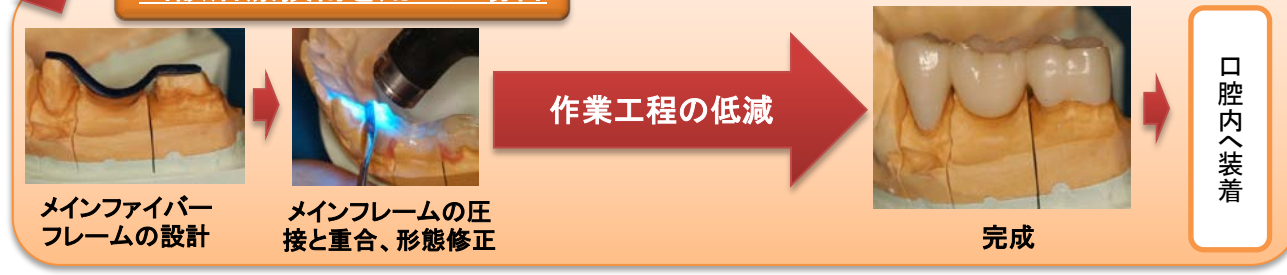 メインファイバー
フレームの設計
メインフレームの圧
接と重合、形態修正
作業工程の低減
完成
口腔内へ装着